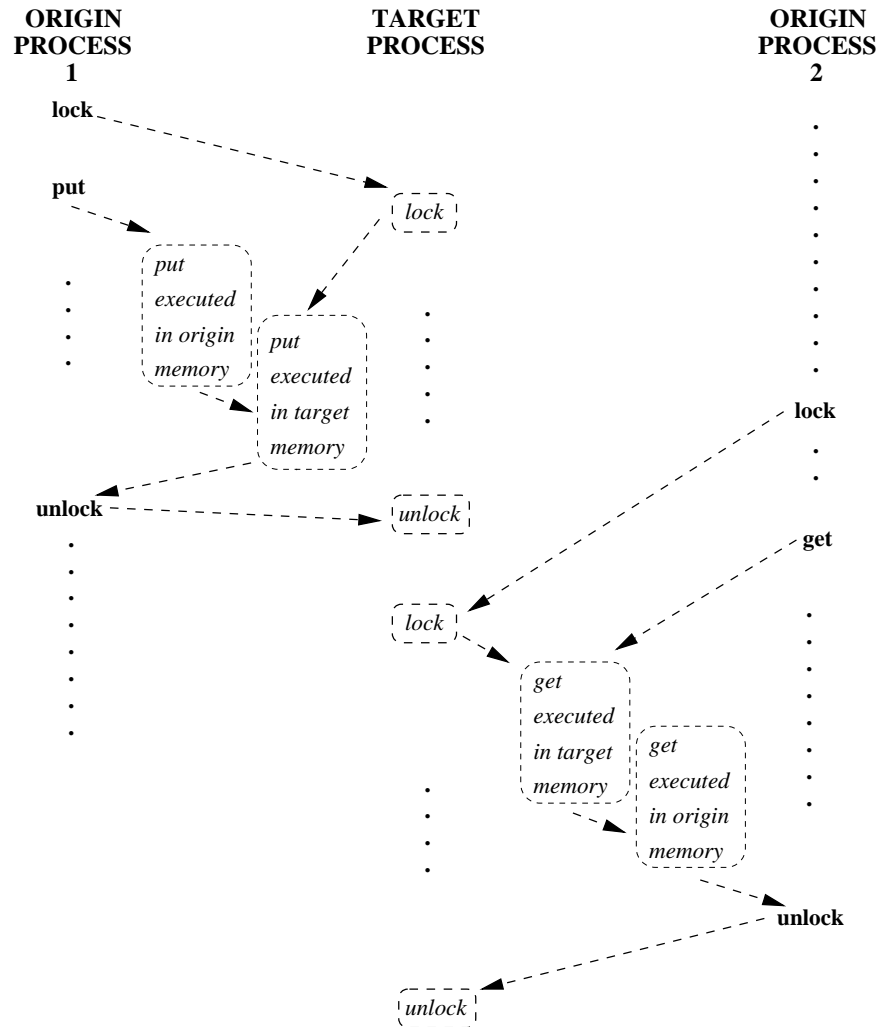 ORIGIN
PROCESS
1
TARGET
PROCESS
ORIGIN
PROCESS
2
lock
put
lock
put
executed
in origin
memory
put
executed
in target
memory
lock
unlock
unlock
get
lock
get
executed
in target
memory
get
executed
in origin
memory
unlock
unlock